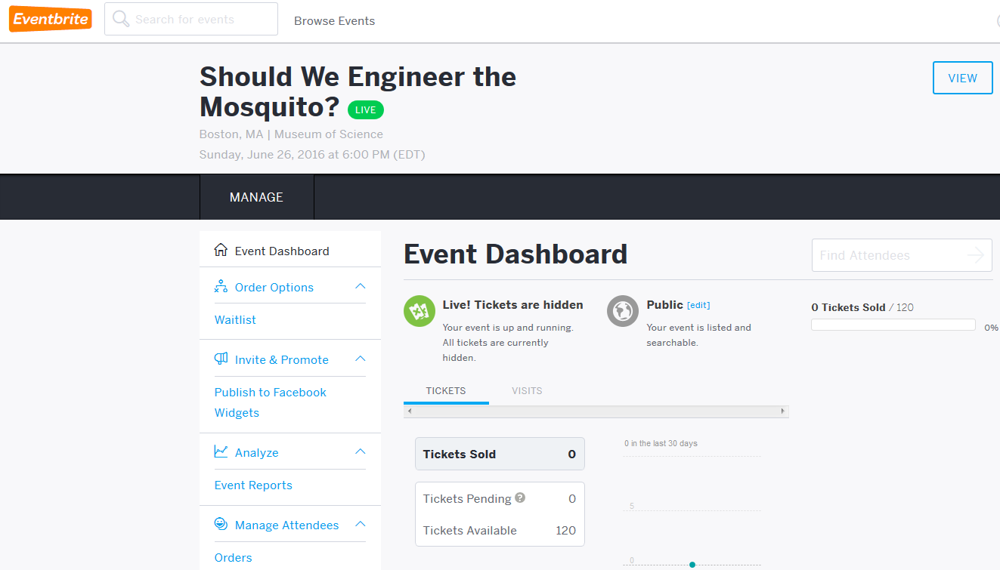 Eventbrite
Search for events
Browse Events
Should We Engineer the
Mosquito? LIVE
VIEW
Boston, MA | Museum of Science
Sunday, June 26, 2016 at 6:00 PM (EDT)
MANAGE
Event Dashboard
Order Options
Waitlist
Invite & Promote
Publish to Facebook
Widgets
Analyze
Event Reports
Manage Attendees
Orders
Event Dashboard
Find Attendees
Live! Tickets are hidden
Your event is up and running.
All tickets are currently
hidden.
Public [edit]
Your event is listed and
searchable.
0 Tickets Sold / 120
0%
TICKETS VISITS
Tickets Sold 0
Tickets Pending ? 0
Tickets Available 120
0 in the last 30 days
5
0